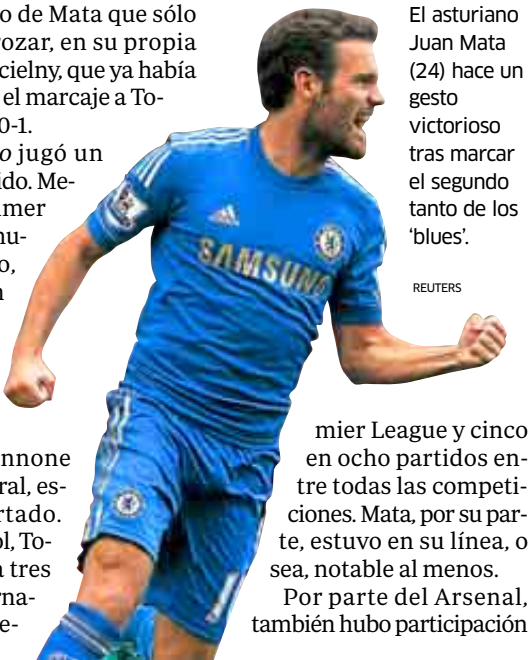 o de Mata que sólo
rozar, en su propia
cielny, que ya había
el marcaje a To-
0-1.
o jugó un
ido. Me-
mer
nu-
o,
nnone
ral, es-
rtado.
ol, To-
a tres
rna-
e-
El asturiano
Juan Mata
(24) hace un
gesto
victorioso
tras marcar
el segundo
tanto de los
‘blues’.
REUTERS
SAMSUNG
mier League y cinco
en ocho partidos en-
tre todas las competi-
ciones. Mata, por su par-
te, estuvo en su línea, o
sea, notable al menos.
Por parte del Arsenal,
también hubo participación